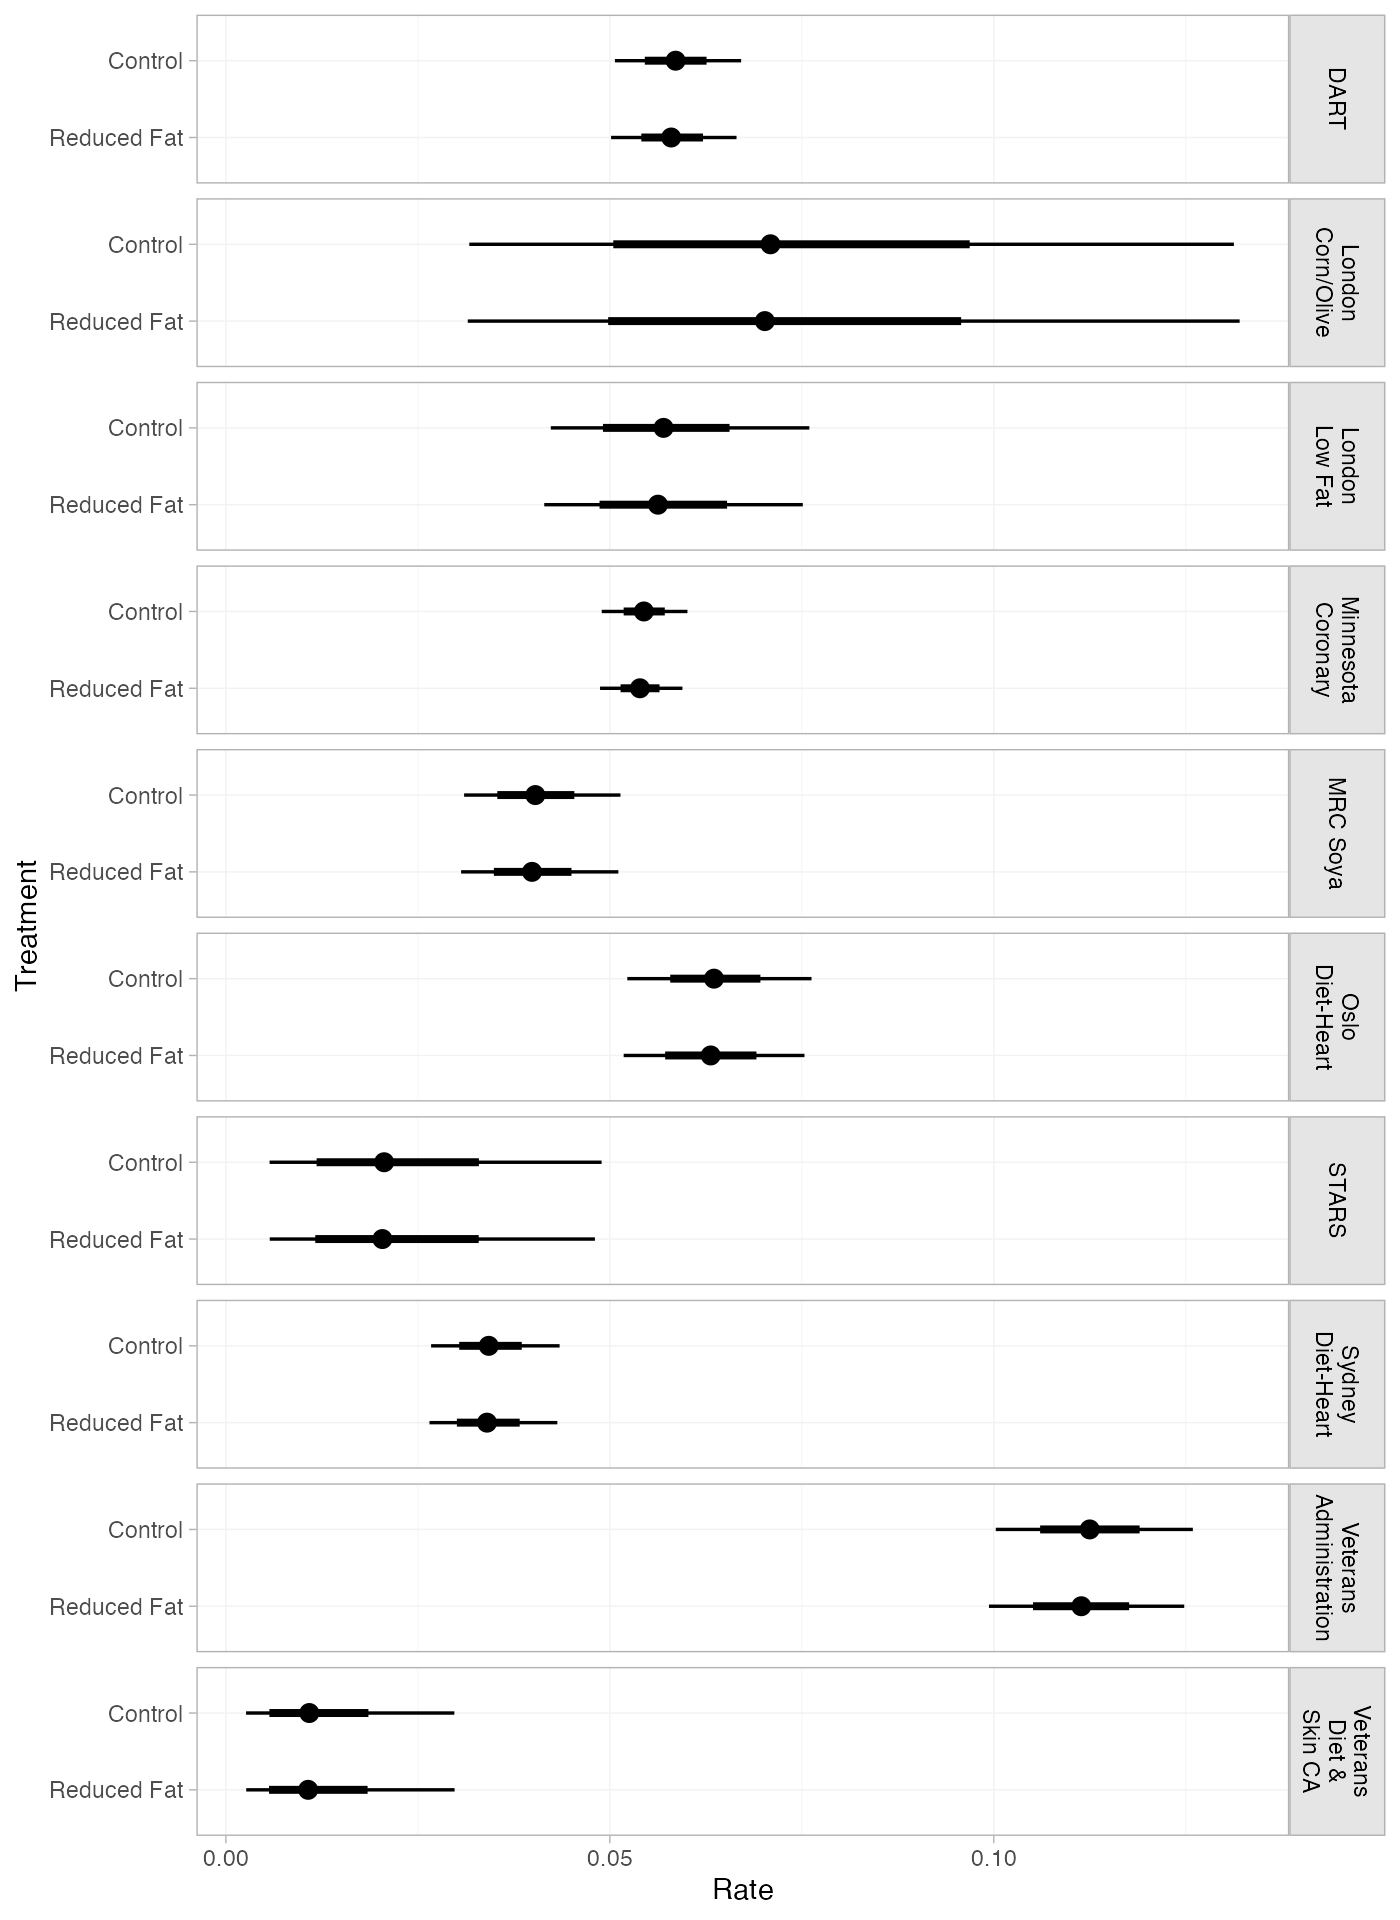 Treatment
Control
Reduced Fat
DART
Control
Reduced Fat
London
Corn/Olive
Control
Reduced Fat
London
Low Fat
Control
Reduced Fat
Minnesota
Coronary
Control
Reduced Fat
MRC Soya
Control
Reduced Fat
Oslo
Diet-Heart
Control
Reduced Fat
STARS
Control
Reduced Fat
Sydney
Diet-Heart
Control
Reduced Fat
Veterans
Administration
Control
Reduced Fat
Veterans
Diet &
Skin CA
0.00 0.05 0.10
Rate